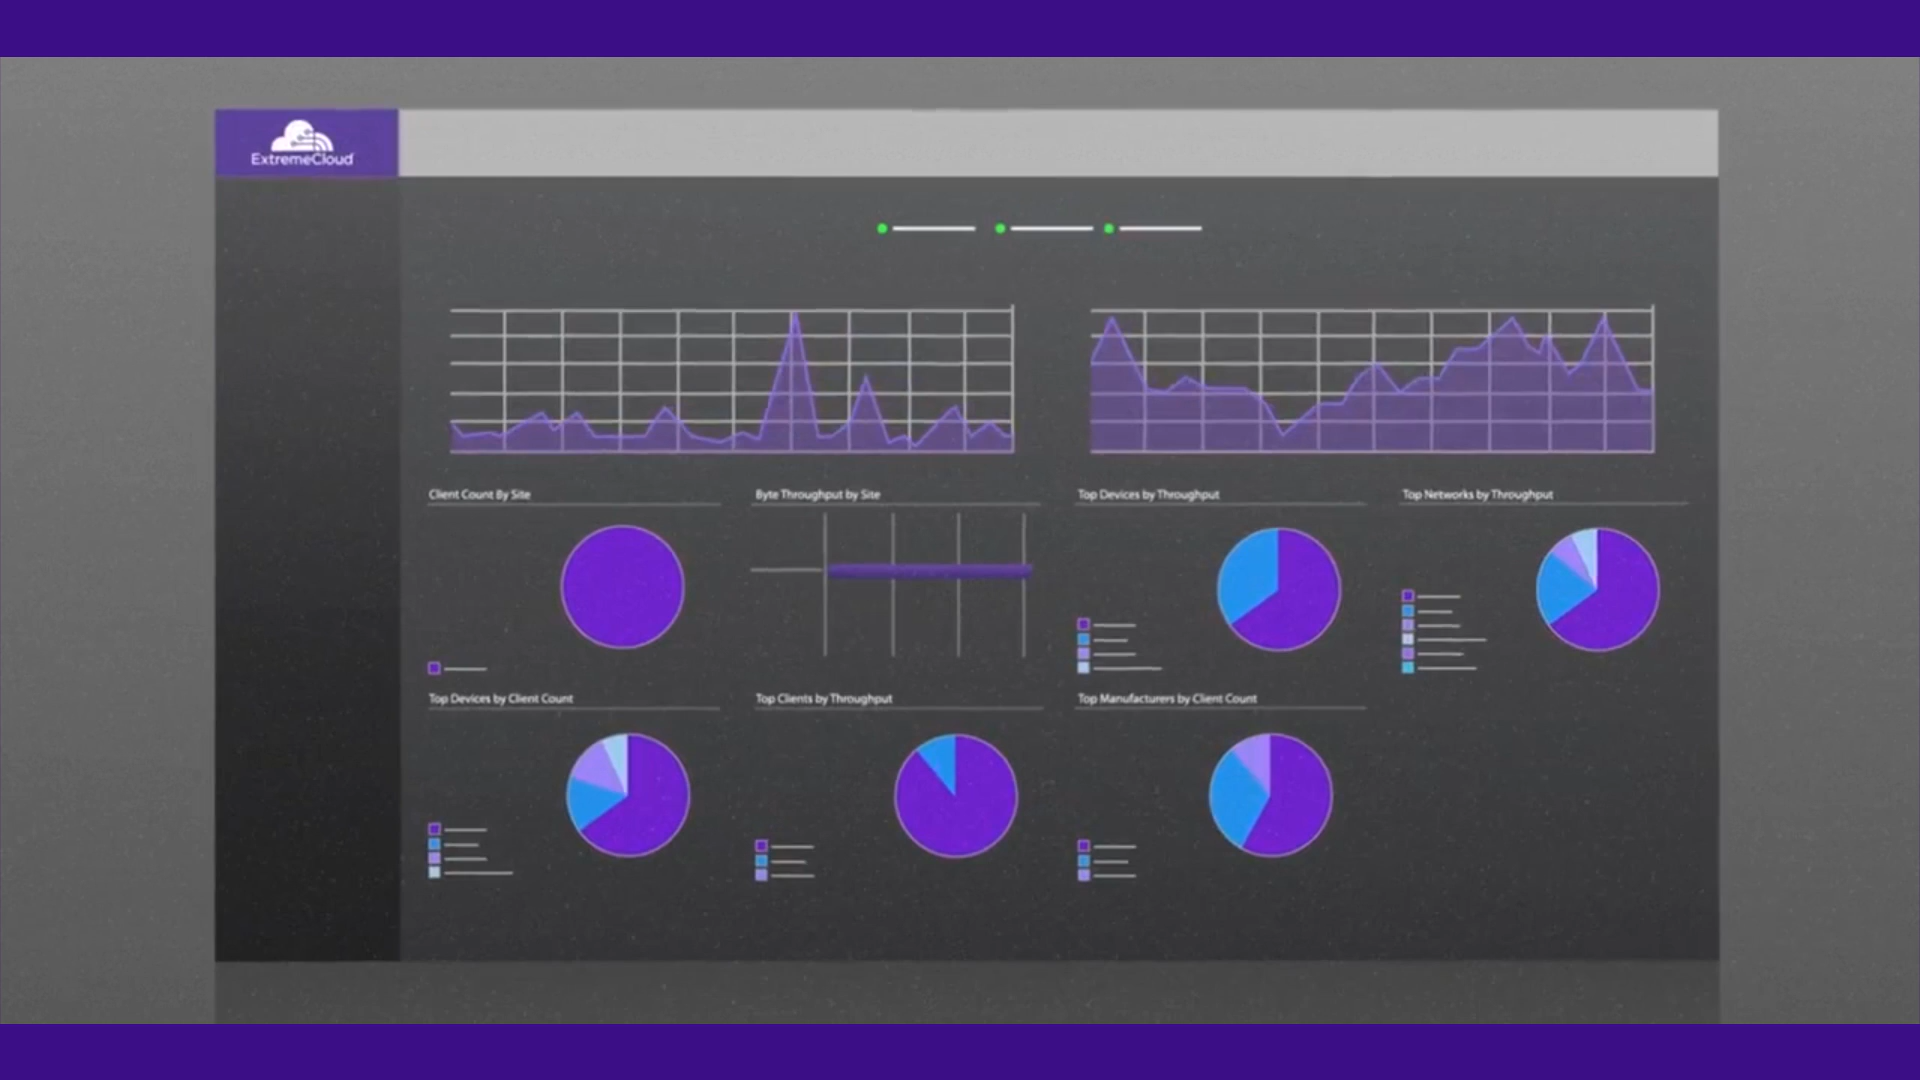 ExtremeCloud
Client Count By Site
Byte Throughput by Site
Top Devices by Throughput
Top Networks by Throughput
Top Devices by Client Count
Top Clients by Throughput
Top Manufacturers by Client Count